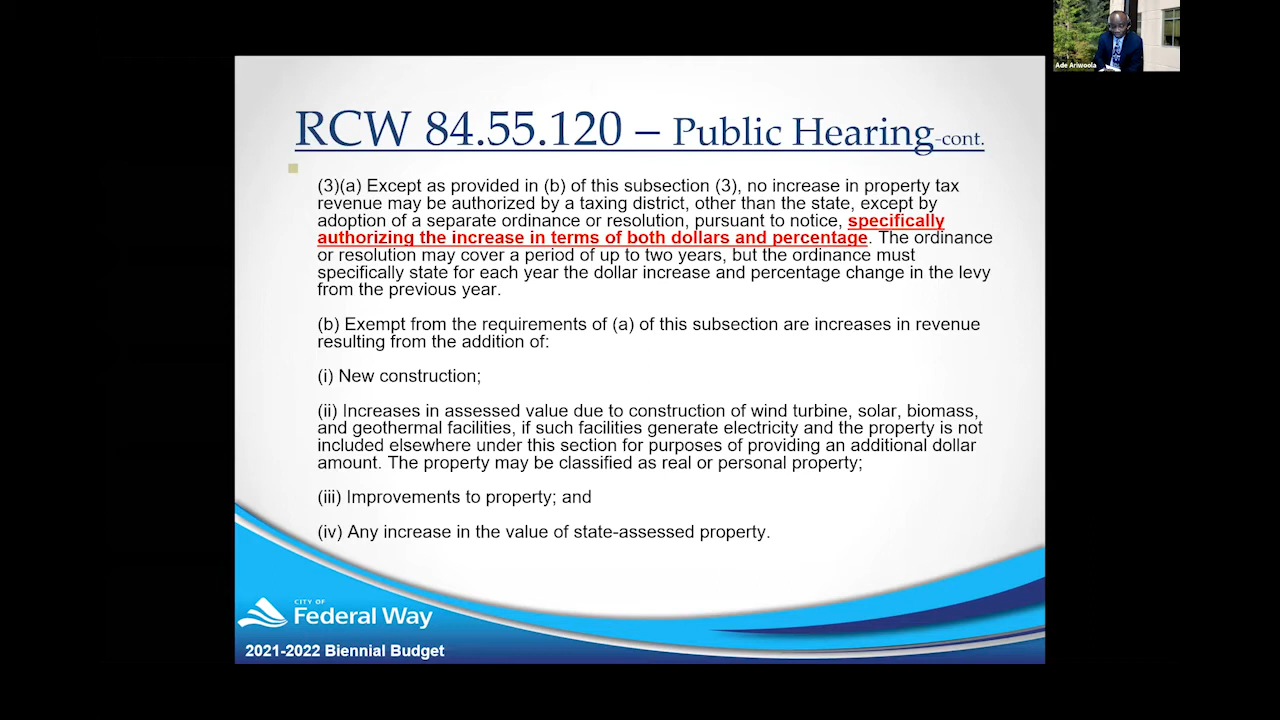 Ade Ariwoola
RCW 84.55.120 – Public Hearing-cont.
(3)(a) Except as provided in (b) of this subsection (3), no increase in property tax
revenue may be authorized by a taxing district, other than the state, except by
adoption of a separate ordinance or resolution, pursuant to notice, specifically
authorizing the increase in terms of both dollars and percentage. The ordinance
or resolution may cover a period of up to two years, but the ordinance must
specifically state for each year the dollar increase and percentage change in the levy
from the previous year.
(b) Exempt from the requirements of (a) of this subsection are increases in revenue
resulting from the addition of:
(i) New construction;
(ii) Increases in assessed value due to construction of wind turbine, solar, biomass,
and geothermal facilities, if such facilities generate electricity and the property is not
included elsewhere under this section for purposes of providing an additional dollar
amount. The property may be classified as real or personal property;
(iii) Improvements to property; and
(iv) Any increase in the value of state-assessed property.
CITY OF
Federal Way
2021-2022 Biennial Budget